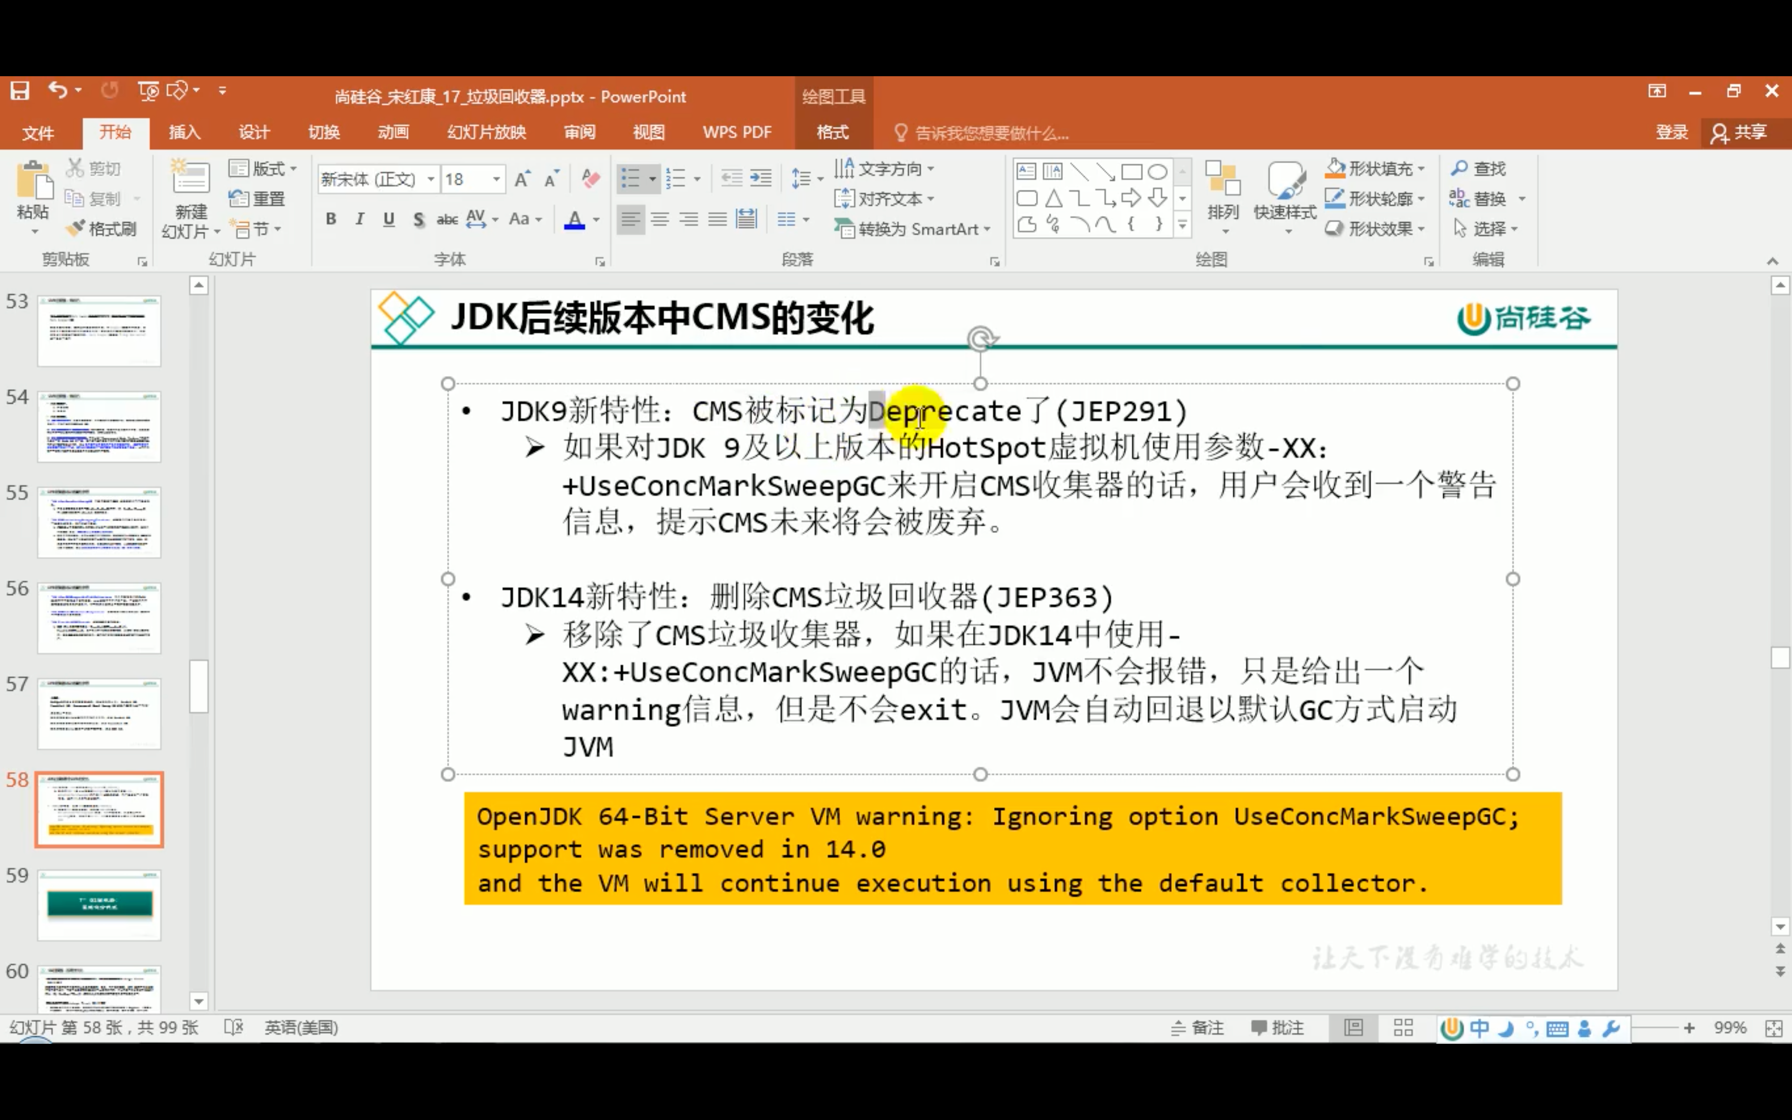 尚硅谷_宋红康_17_垃圾回收器.pptx - PowerPoint
绘图工具
文件 开始 插入 设计 切换 动画 幻灯片放映 审阅 视图 WPS PDF 格式 告诉我您想要做什么... 登录 共享
粘贴 剪切 复制 格式刷 剪贴板
新建幻灯片 版式 重置 节 幻灯片
新宋体 (正文) 18 B I U S abc AV Aa A 字体
文字方向 对齐文本 转换为 SmartArt 段落
排列 快速样式 形状填充 形状轮廓 形状效果 绘图
查找 替换 选择 编辑
53
54
55
56
57
58
59
60
JDK后续版本中CMS的变化
尚硅谷
• JDK9新特性：CMS被标记为Deprecate了(JEP291)
➢ 如果对JDK 9及以上版本的HotSpot虚拟机使用参数-XX:
+UseConcMarkSweepGC来开启CMS收集器的话，用户会收到一个警告
信息，提示CMS未来将会被废弃。
• JDK14新特性：删除CMS垃圾回收器(JEP363)
➢ 移除了CMS垃圾收集器，如果在JDK14中使用-
XX:+UseConcMarkSweepGC的话，JVM不会报错，只是给出一个
warning信息，但是不会exit。JVM会自动回退以默认GC方式启动
JVM
OpenJDK 64-Bit Server VM warning: Ignoring option UseConcMarkSweepGC;
support was removed in 14.0
and the VM will continue execution using the default collector.
让天下没有难学的技术
幻灯片 第 58 张，共 99 张 英语(美国) 备注 批注 中 99%